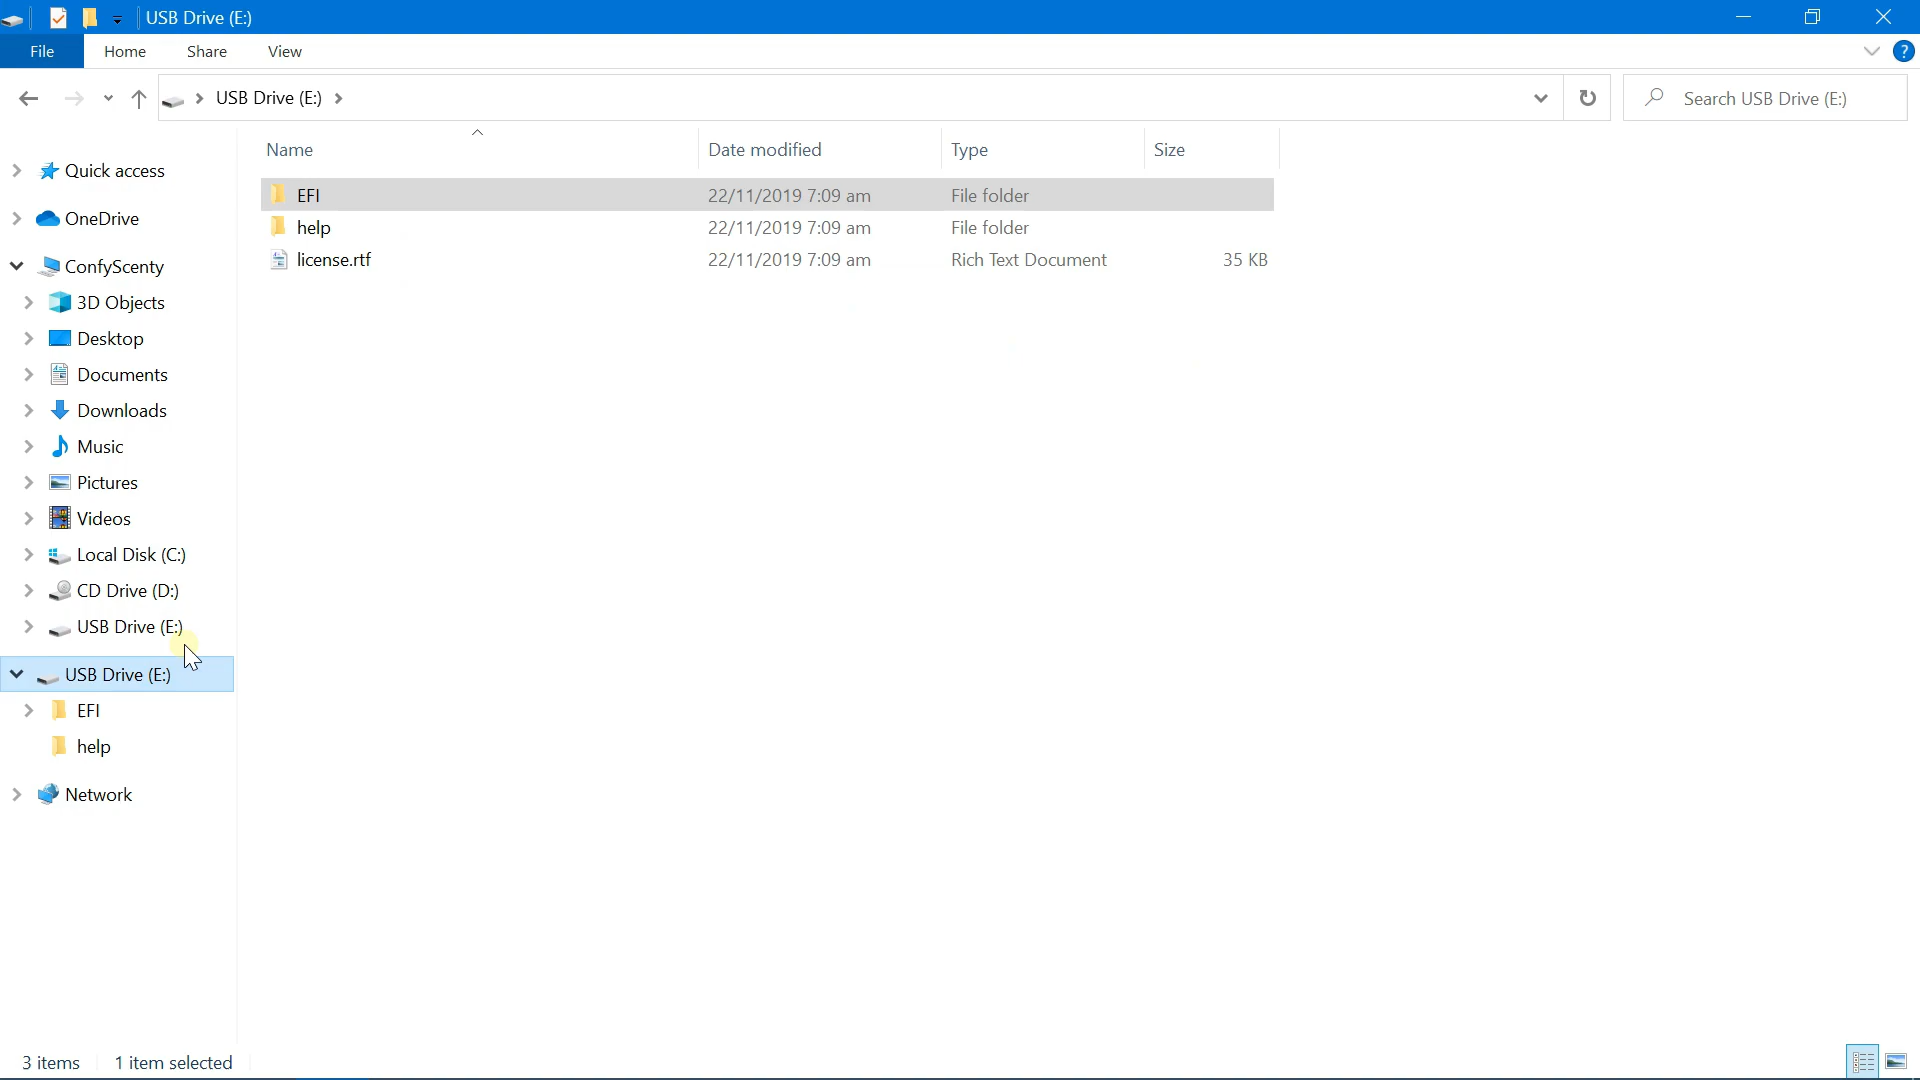 USB Drive (E:)
File Home Share View ?
USB Drive (E:) Search USB Drive (E:)
Name Date modified Type Size
Quick access
OneDrive
ConfyScenty
3D Objects
Desktop
Documents
Downloads
Music
Pictures
Videos
Local Disk (C:)
CD Drive (D:)
USB Drive (E:)
USB Drive (E:)
EFI
help
Network
EFI 22/11/2019 7:09 am File folder
help 22/11/2019 7:09 am File folder
license.rtf 22/11/2019 7:09 am Rich Text Document 35 KB
3 items 1 item selected